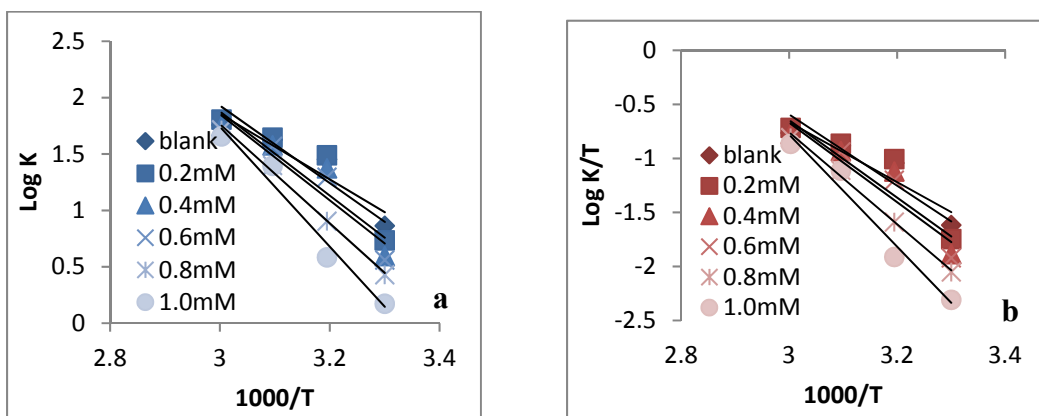 2.5
2
1.5
1
0.5
0
Log K
blank
0.2mM
0.4mM
0.6mM
0.8mM
1.0mM
a
2.8 3 3.2 3.4
1000/T
0
-0.5
-1
-1.5
-2
-2.5
Log K/T
blank
0.2mM
0.4mM
0.6mM
0.8mM
1.0mM
b
2.8 3 3.2 3.4
1000/T